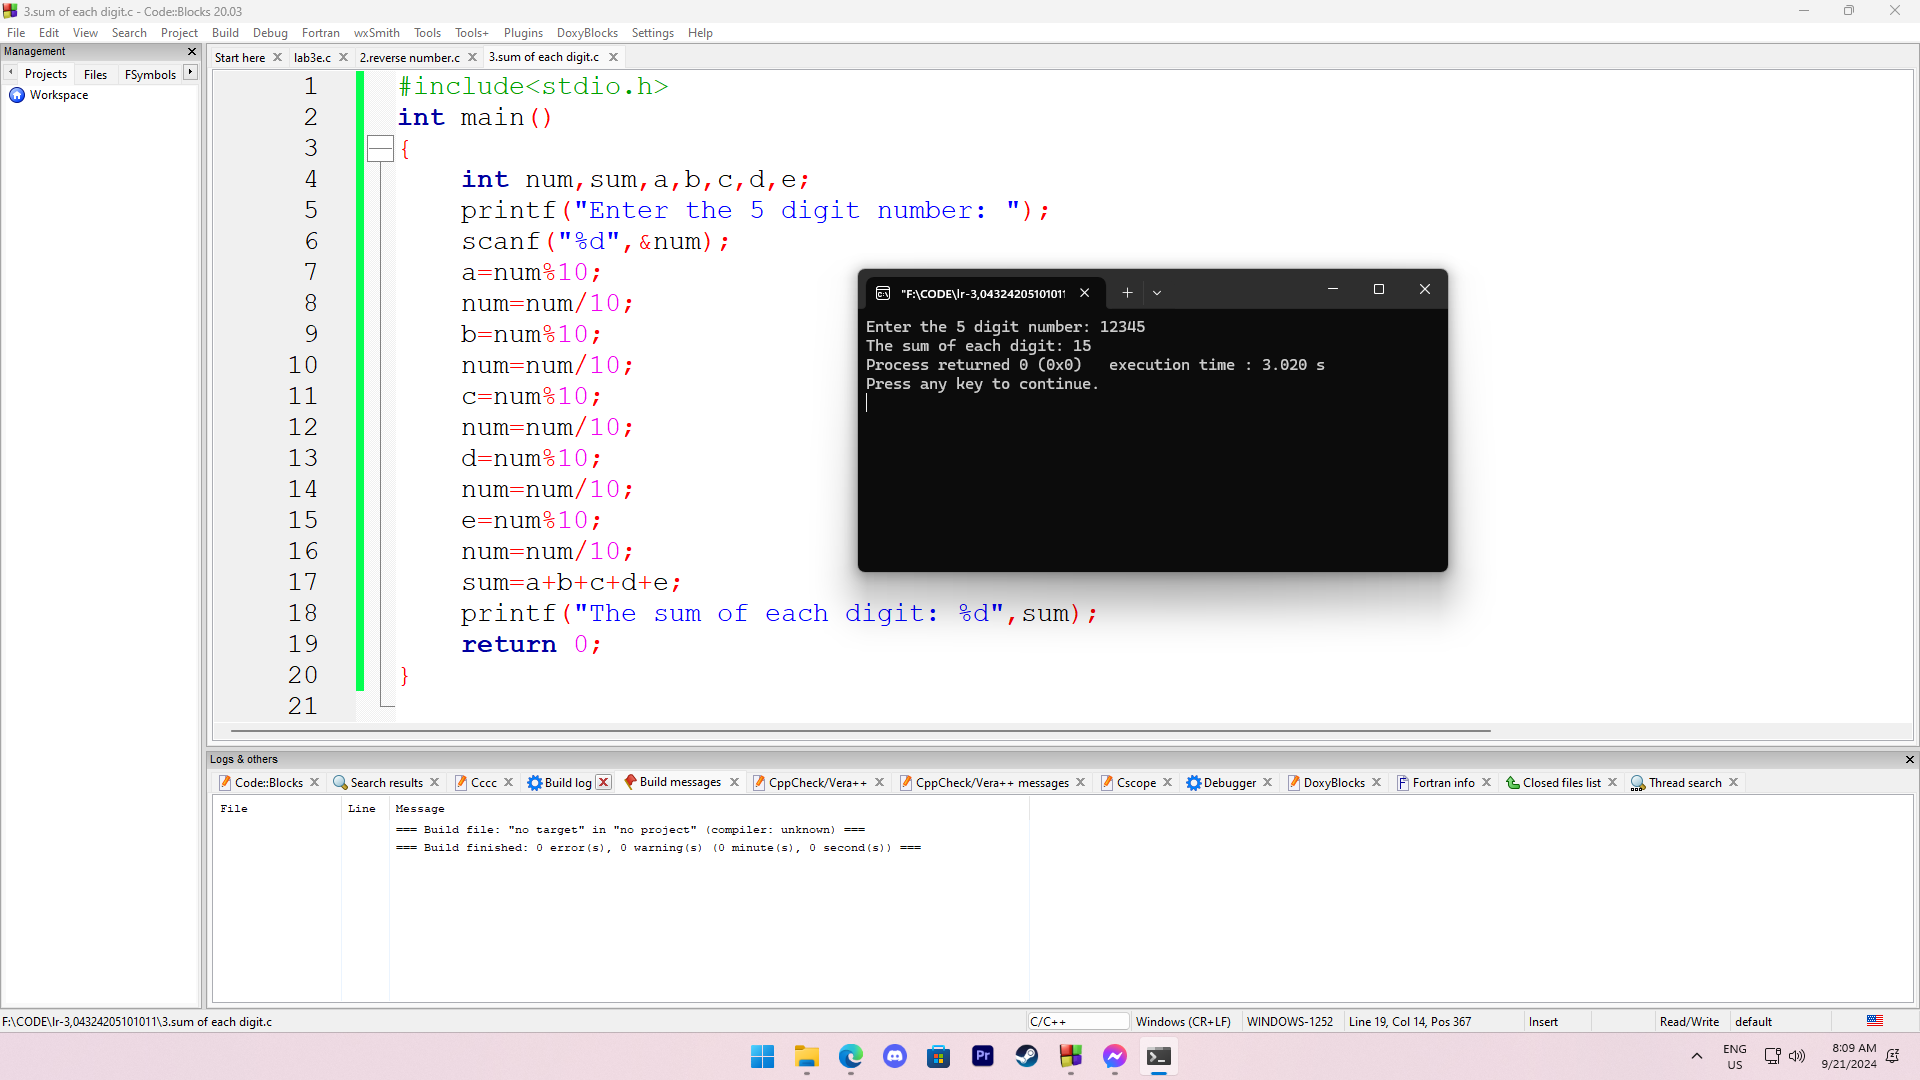 3.sum of each digit.c - Code::Blocks 20.03
File Edit View Search Project Build Debug Fortran wxSmith Tools Tools+ Plugins DoxyBlocks Settings Help
Management
Projects Files FSymbols
Workspace
Start here lab3e.c 2.reverse number.c 3.sum of each digit.c
1 #include<stdio.h>
2 int main()
3 {
4 int num,sum,a,b,c,d,e;
5 printf("Enter the 5 digit number: ");
6 scanf("%d",&num);
7 a=num%10;
8 num=num/10;
9 b=num%10;
10 num=num/10;
11 c=num%10;
12 num=num/10;
13 d=num%10;
14 num=num/10;
15 e=num%10;
16 num=num/10;
17 sum=a+b+c+d+e;
18 printf("The sum of each digit: %d",sum);
19 return 0;
20 }
21
"F:\CODE\lr-3,04324205101011
Enter the 5 digit number: 12345
The sum of each digit: 15
Process returned 0 (0x0) execution time : 3.020 s
Press any key to continue.
Logs & others
Code::Blocks Search results Cccc Build log Build messages CppCheck/Vera++ CppCheck/Vera++ messages Cscope Debugger DoxyBlocks Fortran info Closed files list Thread search
File Line Message
=== Build file: "no target" in "no project" (compiler: unknown) ===
=== Build finished: 0 error(s), 0 warning(s) (0 minute(s), 0 second(s)) ===
F:\CODE\lr-3,04324205101011\3.sum of each digit.c C/C++ Windows (CR+LF) WINDOWS-1252 Line 19, Col 14, Pos 367 Insert Read/Write default
Pr
ENG
US
8:09 AM
9/21/2024